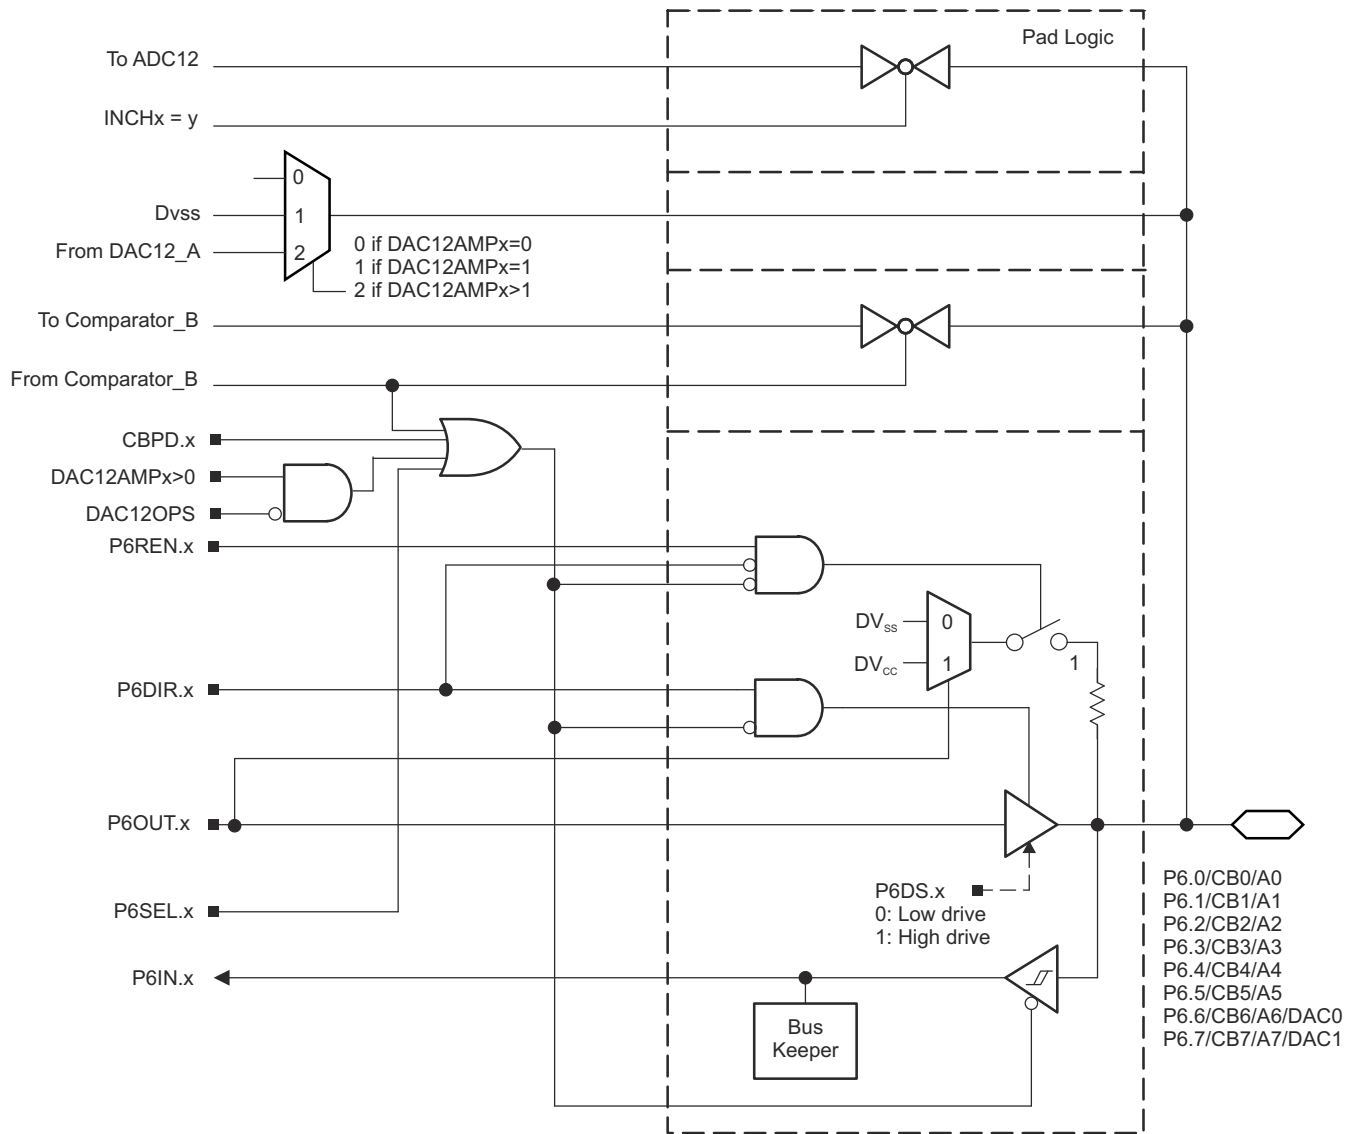 Pad Logic
To ADC12
INCHx = y
0
Dvss
1
From DAC12_A
2
0 if DAC12AMPx=0
1 if DAC12AMPx=1
2 if DAC12AMPx>1
To Comparator_B
From Comparator_B
CBPD.x
DAC12AMPx>0
DAC12OPS
P6REN.x
DVSS
0
DVCC
1
1
P6DIR.x
P6OUT.x
P6DS.x
0: Low drive
1: High drive
P6SEL.x
P6IN.x
Bus
Keeper
P6.0/CB0/A0
P6.1/CB1/A1
P6.2/CB2/A2
P6.3/CB3/A3
P6.4/CB4/A4
P6.5/CB5/A5
P6.6/CB6/A6/DAC0
P6.7/CB7/A7/DAC1